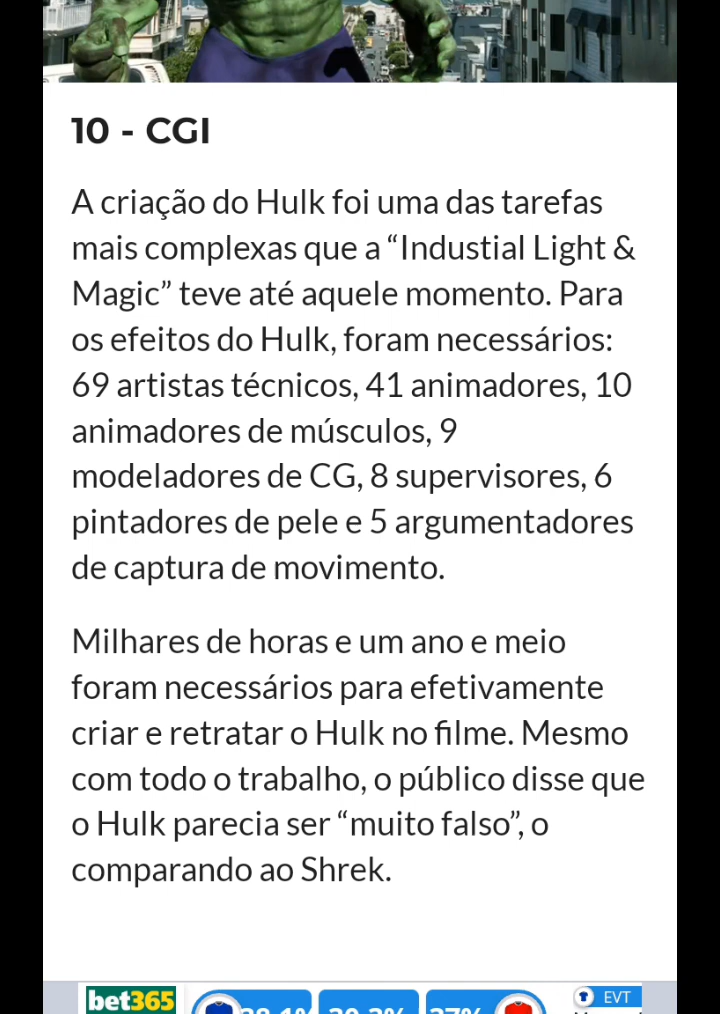 10 - CGI
A criação do Hulk foi uma das tarefas
mais complexas que a “Industial Light &
Magic” teve até aquele momento. Para
os efeitos do Hulk, foram necessários:
69 artistas técnicos, 41 animadores, 10
animadores de músculos, 9
modeladores de CG, 8 supervisores, 6
pintadores de pele e 5 argumentadores
de captura de movimento.
Milhares de horas e um ano e meio
foram necessários para efetivamente
criar e retratar o Hulk no filme. Mesmo
com todo o trabalho, o público disse que
o Hulk parecia ser “muito falso”, o
comparando ao Shrek.
bet365
EVT